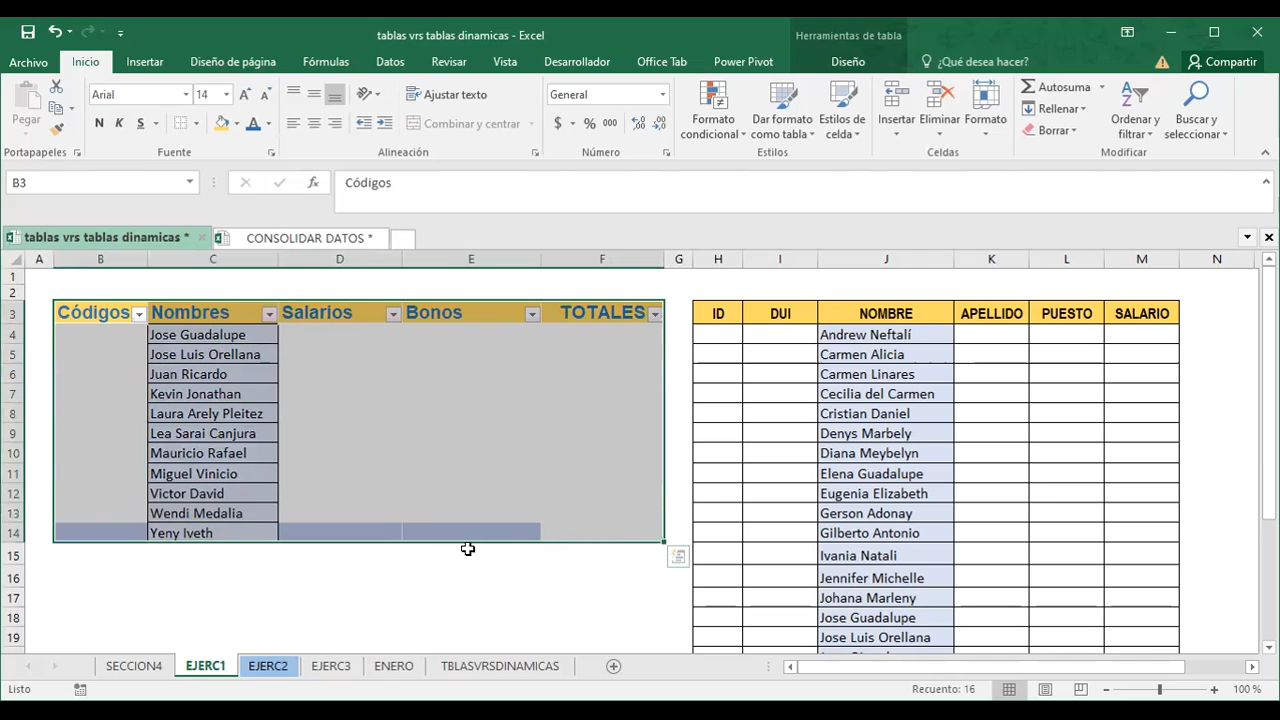 tablas vrs tablas dinamicas - Excel
Herramientas de tabla
Archivo Inicio Insertar Diseño de página Fórmulas Datos Revisar Vista Desarrollador Office Tab Power Pivot Diseño ¿Qué desea hacer? Compartir
Pegar
Arial 14
N K S
Ajustar texto
Combinar y centrar
General
$ % 000
Formato condicional
Dar formato como tabla
Estilos de celda
Insertar Eliminar Formato
Autosuma
Rellenar
Borrar
Ordenar y filtrar
Buscar y seleccionar
Portapapeles Fuente Alineación Número Estilos Celdas Modificar
B3 fx Códigos
tablas vrs tablas dinamicas * CONSOLIDAR DATOS *
A B C D E F G H I J K L M N
1
2
3 Códigos Nombres Salarios Bonos TOTALES ID DUI NOMBRE APELLIDO PUESTO SALARIO
4 Jose Guadalupe Andrew Neftalí
5 Jose Luis Orellana Carmen Alicia
6 Juan Ricardo Carmen Linares
7 Kevin Jonathan Cecilia del Carmen
8 Laura Arely Pleitez Cristian Daniel
9 Lea Sarai Canjura Denys Marbely
10 Mauricio Rafael Diana Meybelyn
11 Miguel Vinicio Elena Guadalupe
12 Victor David Eugenia Elizabeth
13 Wendi Medalia Gerson Adonay
14 Yeny Iveth Gilberto Antonio
15 Ivania Natali
16 Jennifer Michelle
17 Johana Marleny
18 Jose Guadalupe
19 Jose Luis Orellana
SECCION4 EJERC1 EJERC2 EJERC3 ENERO TBLASVRSDINAMICAS
Listo Recuento: 16 100 %